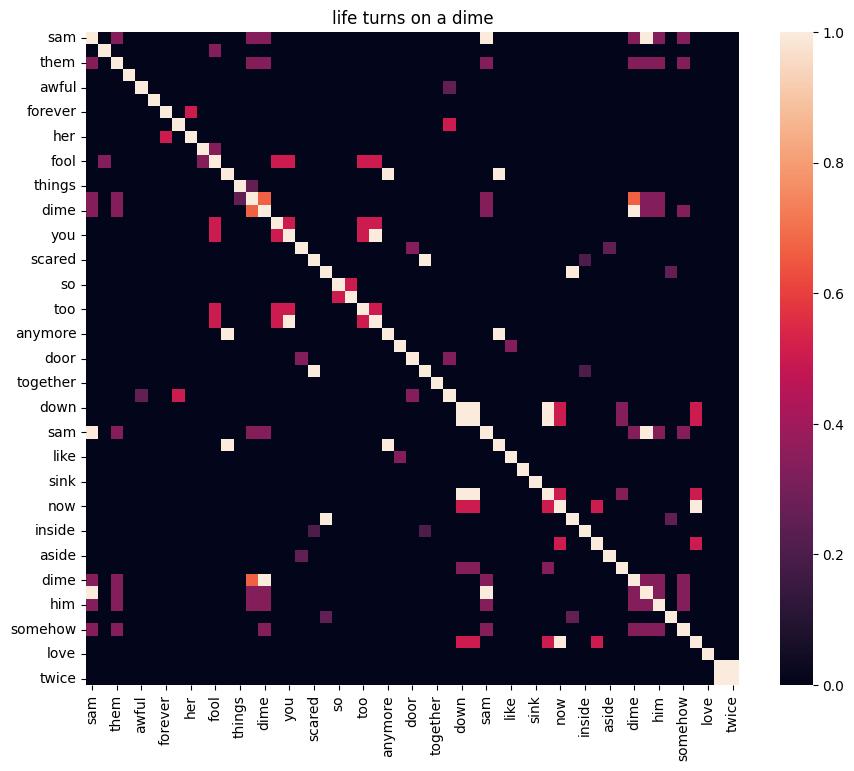 life turns on a dime
sam
them
awful
forever
her
fool
things
dime
you
scared
so
too
anymore
door
together
down
sam
like
sink
now
inside
aside
dime
him
somehow
love
twice
1.0
0.8
0.6
0.4
0.2
0.0
sam
them
awful
forever
her
fool
things
dime
you
scared
so
too
anymore
door
together
down
sam
like
sink
now
inside
aside
dime
him
somehow
love
twice